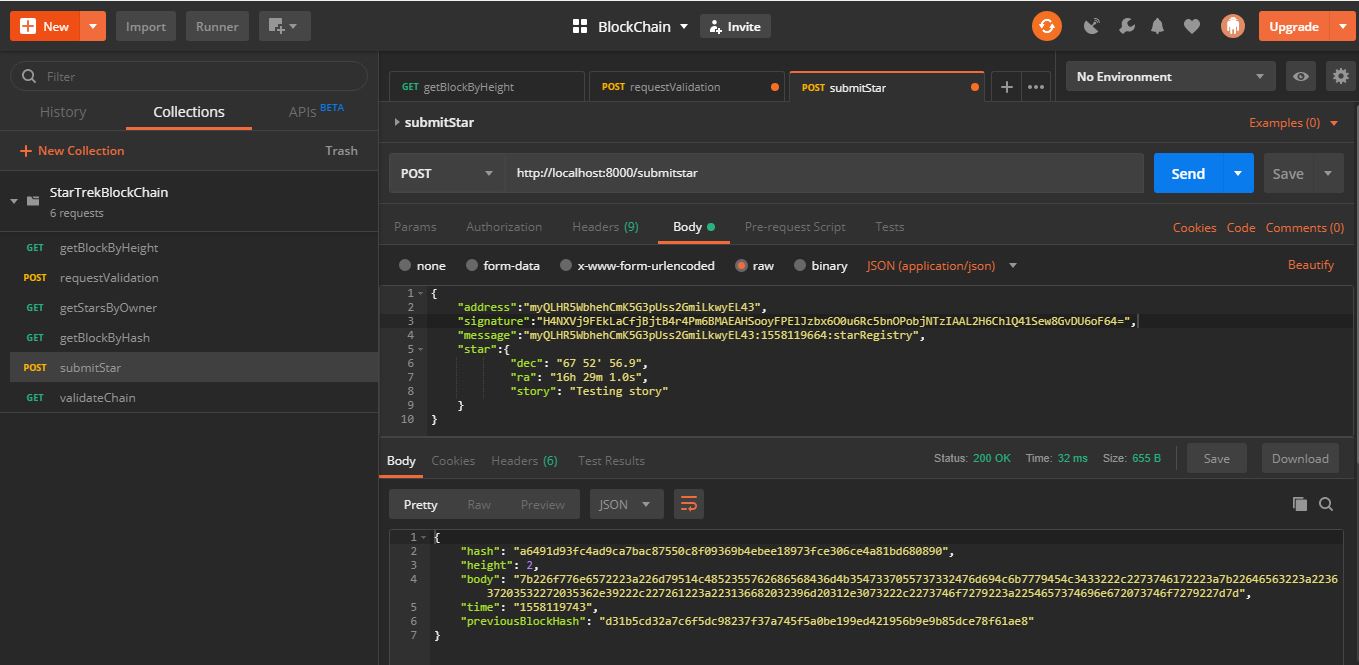 New
Import
Runner
BlockChain
Invite
Upgrade
Filter
History
Collections
APIs BETA
New Collection
Trash
StarTrekBlockChain
6 requests
GET getBlockByHeight
POST requestValidation
GET getStarsByOwner
GET getBlockByHash
POST submitStar
GET validateChain
GET getBlockByHeight
POST requestValidation
POST submitStar
No Environment
submitStar
Examples (0)
POST
http://localhost:8000/submitstar
Send
Save
Params
Authorization
Headers (9)
Body
Pre-request Script
Tests
Cookies
Code
Comments (0)
none
form-data
x-www-form-urlencoded
raw
binary
JSON (application/json)
Beautify
1 {
2 "address":"myQLHR5WbhehCmK5G3pUss2GmiLkwyEL43",
3 "signature":"H4NXVj9FEkLaCfjBjtB4r4Pm6BMAEAHSooyFPElJzbx6O0u6Rc5bnOPobjNTzIAAL2H6ChlQ41Sew8GvDU6oF64=",
4 "message":"myQLHR5WbhehCmK5G3pUss2GmiLkwyEL43:1558119664:starRegistry",
5 "star":{
6 "dec": "67 52' 56.9",
7 "ra": "16h 29m 1.0s",
8 "story": "Testing story"
9 }
10 }
Body
Cookies
Headers (6)
Test Results
Status: 200 OK
Time: 32 ms
Size: 655 B
Save
Download
Pretty
Raw
Preview
JSON
1 {
2 "hash": "a6491d93fc4ad9ca7bac87550c8f09369b4ebee18973fce306ce4a81bd680890",
3 "height": 2,
4 "body": "7b226f776e6572223a226d79514c4852355762686568436d4b354733705573733247​6d694c6b7779454c3433222c2273746172223a7b22646563223a2236
3720353227​2035362e39222c227261223a223136682032396d20312e3073222c2273746f7279223a2254657374696e672073746f7279227d7d",
5 "time": "1558119743",
6 "previousBlockHash": "d31b5cd32a7c6f5dc98237f37a745f5a0be199ed421956b9e9b85dce78f61ae8"
7 }